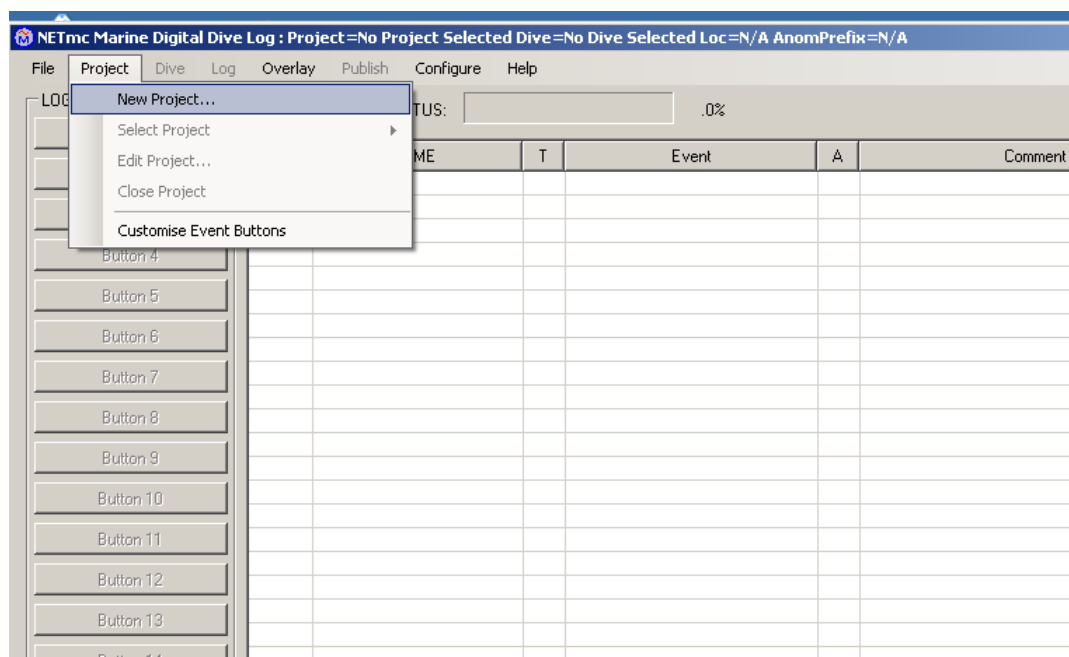 NETmc Marine Digital Dive Log : Project=No Project Selected Dive=No Dive Selected Loc=N/A AnomPrefix=N/A
File Project Dive Log Overlay Publish Configure Help
LOG
TUS: .0%
New Project...
Select Project
Edit Project...
Close Project
Customise Event Buttons
ME T Event A Comment
Button 4
Button 5
Button 6
Button 7
Button 8
Button 9
Button 10
Button 11
Button 12
Button 13